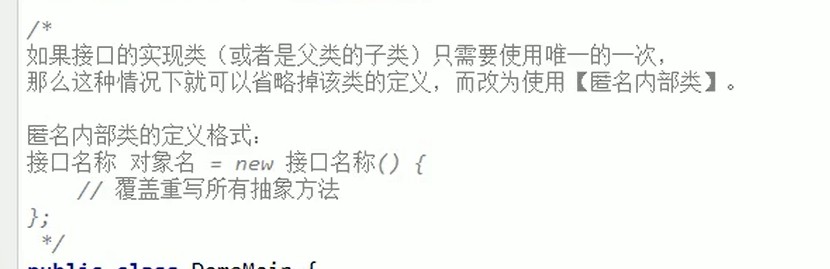 /*
如果接口的实现类（或者是父类的子类）只需要使用唯一的一次，
那么这种情况下就可以省略掉该类的定义，而改为使用【匿名内部类】。
匿名内部类的定义格式：
接口名称 对象名 = new 接口名称() {
// 覆盖重写所有抽象方法
};
*/
public class DemoMain {